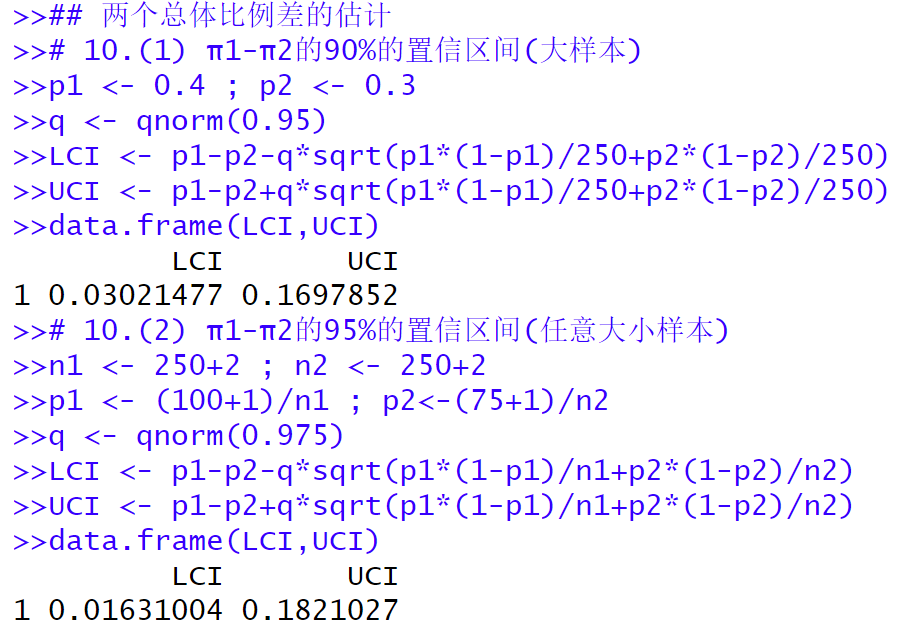 >>## 两个总体比例差的估计
>># 10.(1) π1-π2的90%的置信区间(大样本)
>>p1 <- 0.4 ; p2 <- 0.3
>>q <- qnorm(0.95)
>>LCI <- p1-p2-q*sqrt(p1*(1-p1)/250+p2*(1-p2)/250)
>>UCI <- p1-p2+q*sqrt(p1*(1-p1)/250+p2*(1-p2)/250)
>>data.frame(LCI,UCI)
LCI UCI
1 0.03021477 0.1697852
>># 10.(2) π1-π2的95%的置信区间(任意大小样本)
>>n1 <- 250+2 ; n2 <- 250+2
>>p1 <- (100+1)/n1 ; p2<-(75+1)/n2
>>q <- qnorm(0.975)
>>LCI <- p1-p2-q*sqrt(p1*(1-p1)/n1+p2*(1-p2)/n2)
>>UCI <- p1-p2+q*sqrt(p1*(1-p1)/n1+p2*(1-p2)/n2)
>>data.frame(LCI,UCI)
LCI UCI
1 0.01631004 0.1821027